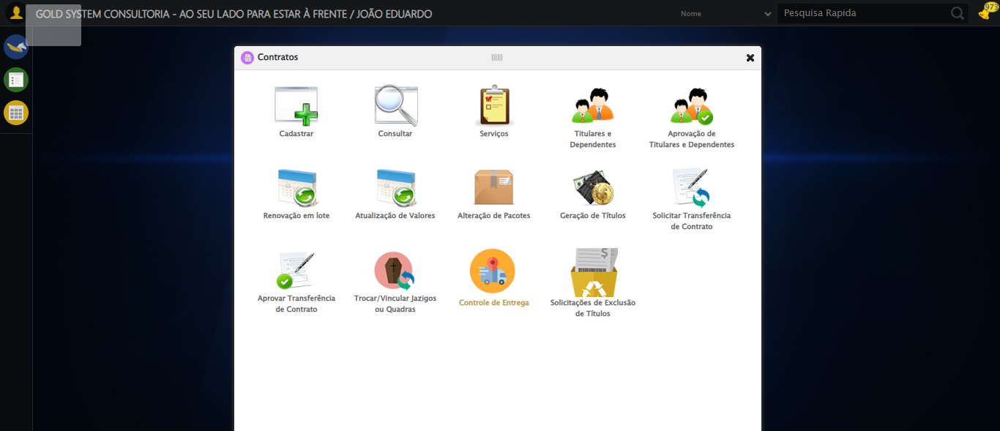 GOLD SYSTEM CONSULTORIA - AO SEU LADO PARA ESTAR À FRENTE / JOÃO EDUARDO
Nome
Pesquisa Rapida
973
Contratos
Cadastrar
Consultar
Serviços
Titulares e
Dependentes
Aprovação de
Titulares e Dependentes
Renovação em lote
Atualização de Valores
Alteração de Pacotes
Geração de Títulos
Solicitar Transferência
de Contrato
Aprovar Transferência
de Contrato
Trocar/Vincular Jazigos
ou Quadras
Controle de Entrega
Solicitações de Exclusão
de Títulos